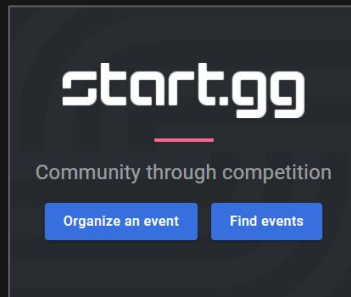 start.gg
Community through competition
Organize an event
Find events